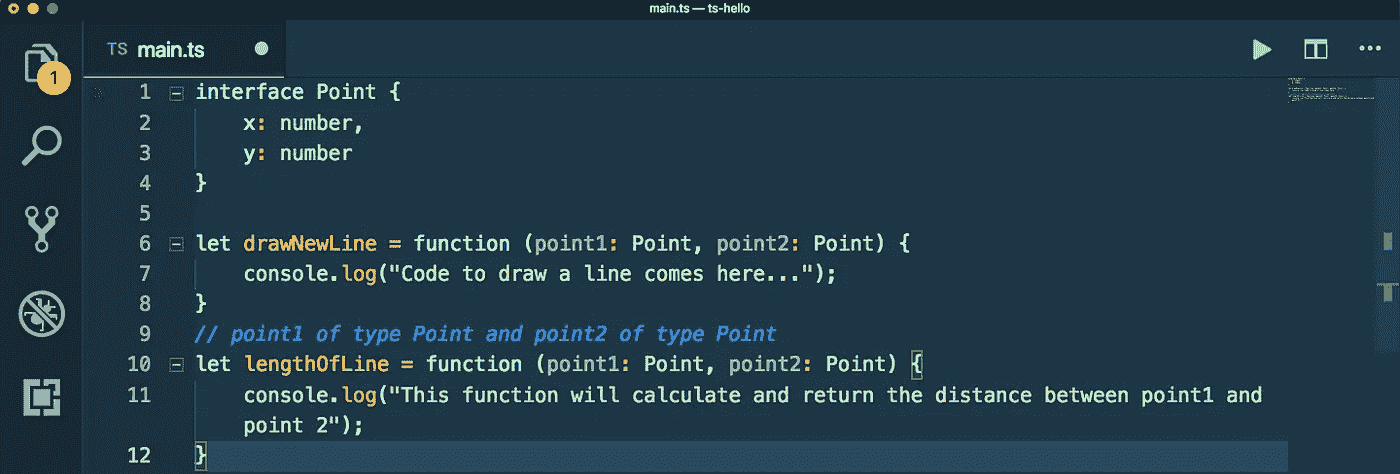 main.ts — ts-hello
TS main.ts
1
1 interface Point {
2 x: number,
3 y: number
4 }
5
6 let drawNewLine = function (point1: Point, point2: Point) {
7 console.log("Code to draw a line comes here...");
8 }
9 // point1 of type Point and point2 of type Point
10 let lengthOfLine = function (point1: Point, point2: Point) {
11 console.log("This function will calculate and return the distance between point1 and
point 2");
12 }